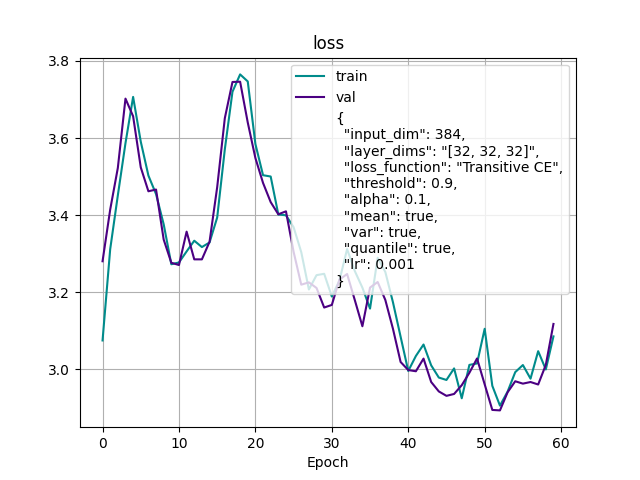 loss
train
val
{
"input_dim": 384,
"layer_dims": "[32, 32, 32]",
"loss_function": "Transitive CE",
"threshold": 0.9,
"alpha": 0.1,
"mean": true,
"var": true,
"quantile": true,
"lr": 0.001
}
3.8
3.6
3.4
3.2
3.0
0 10 20 30 40 50 60
Epoch